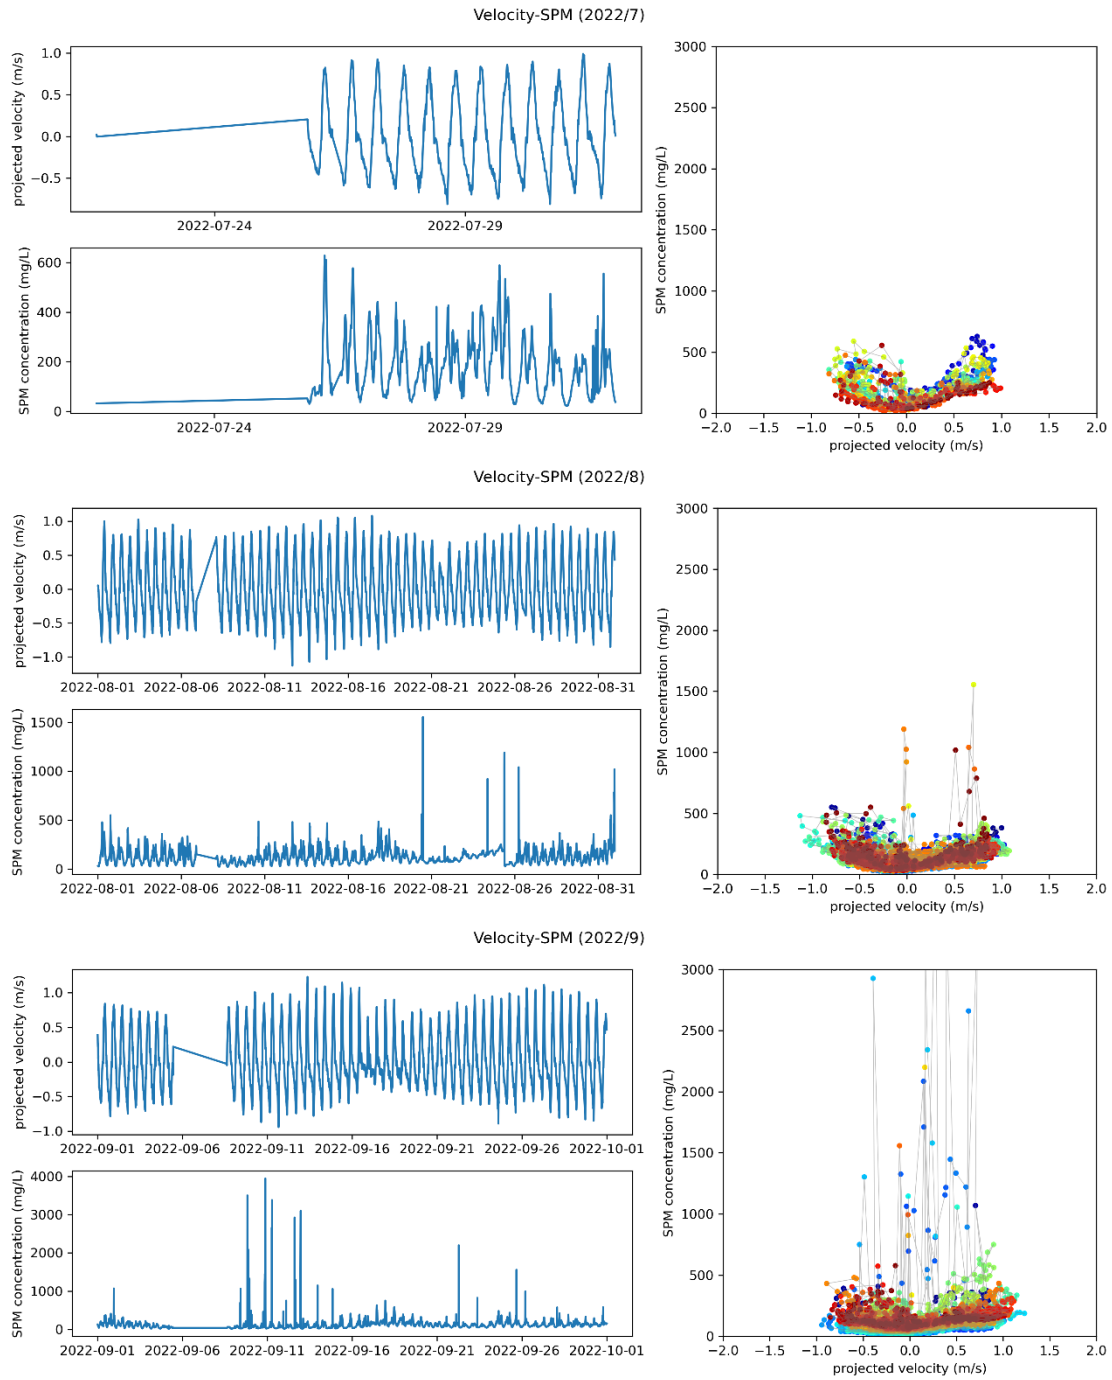 Velocity-SPM (2022/7)
projected velocity (m/s)
1.0
0.5
0.0
−0.5
2022-07-24 2022-07-29
SPM concentration (mg/L)
600
400
200
0
2022-07-24 2022-07-29
SPM concentration (mg/L)
3000
2500
2000
1500
1000
500
0
−2.0 −1.5 −1.0 −0.5 0.0 0.5 1.0 1.5 2.0
projected velocity (m/s)
Velocity-SPM (2022/8)
projected velocity (m/s)
1.0
0.5
0.0
−0.5
−1.0
2022-08-01 2022-08-06 2022-08-11 2022-08-16 2022-08-21 2022-08-26 2022-08-31
SPM concentration (mg/L)
1500
1000
500
0
2022-08-01 2022-08-06 2022-08-11 2022-08-16 2022-08-21 2022-08-26 2022-08-31
SPM concentration (mg/L)
3000
2500
2000
1500
1000
500
0
−2.0 −1.5 −1.0 −0.5 0.0 0.5 1.0 1.5 2.0
projected velocity (m/s)
Velocity-SPM (2022/9)
projected velocity (m/s)
1.0
0.5
0.0
−0.5
−1.0
2022-09-01 2022-09-06 2022-09-11 2022-09-16 2022-09-21 2022-09-26 2022-10-01
SPM concentration (mg/L)
4000
3000
2000
1000
0
2022-09-01 2022-09-06 2022-09-11 2022-09-16 2022-09-21 2022-09-26 2022-10-01
SPM concentration (mg/L)
3000
2500
2000
1500
1000
500
0
−2.0 −1.5 −1.0 −0.5 0.0 0.5 1.0 1.5 2.0
projected velocity (m/s)